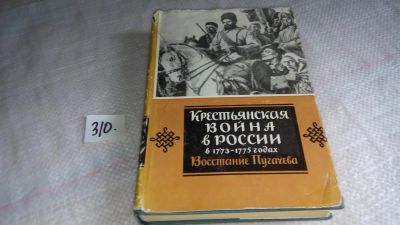 310.
Крестьянская
война
в России
в 1773-1775 годах
Восстание Пугачева